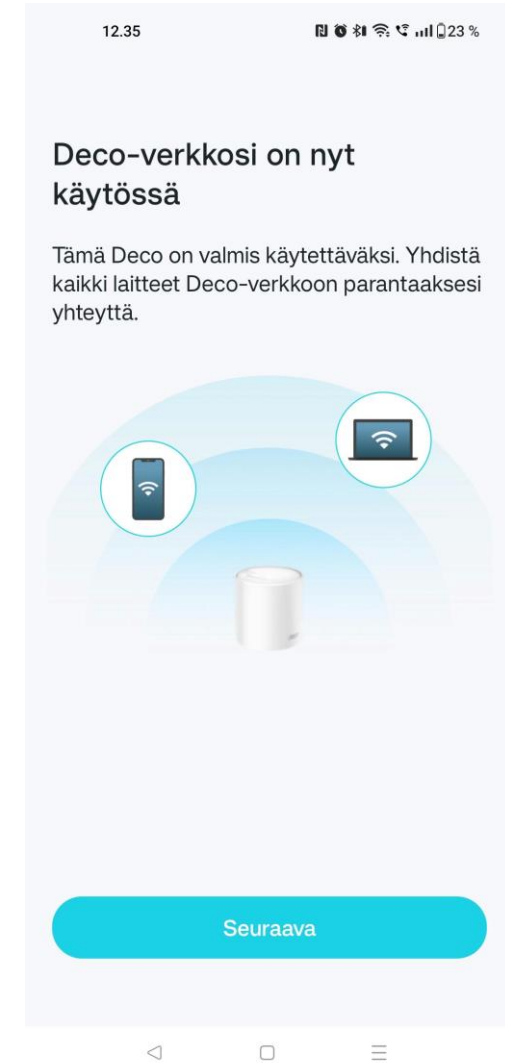 12.35
23 %
Deco-verkkosi on nyt
käytössä
Tämä Deco on valmis käytettäväksi. Yhdistä
kaikki laitteet Deco-verkkoon parantaaksesi
yhteyttä.
Seuraava